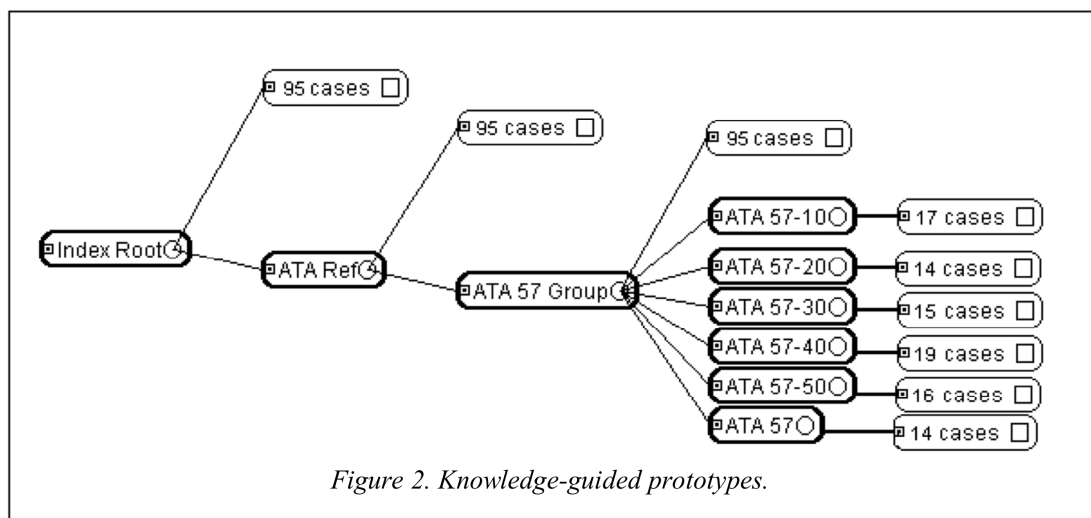 95 cases
95 cases
95 cases
Index Root
ATA Ref
ATA 57 Group
ATA 57-10
17 cases
ATA 57-20
14 cases
ATA 57-30
15 cases
ATA 57-40
19 cases
ATA 57-50
16 cases
ATA 57
14 cases
Figure 2. Knowledge-guided prototypes.